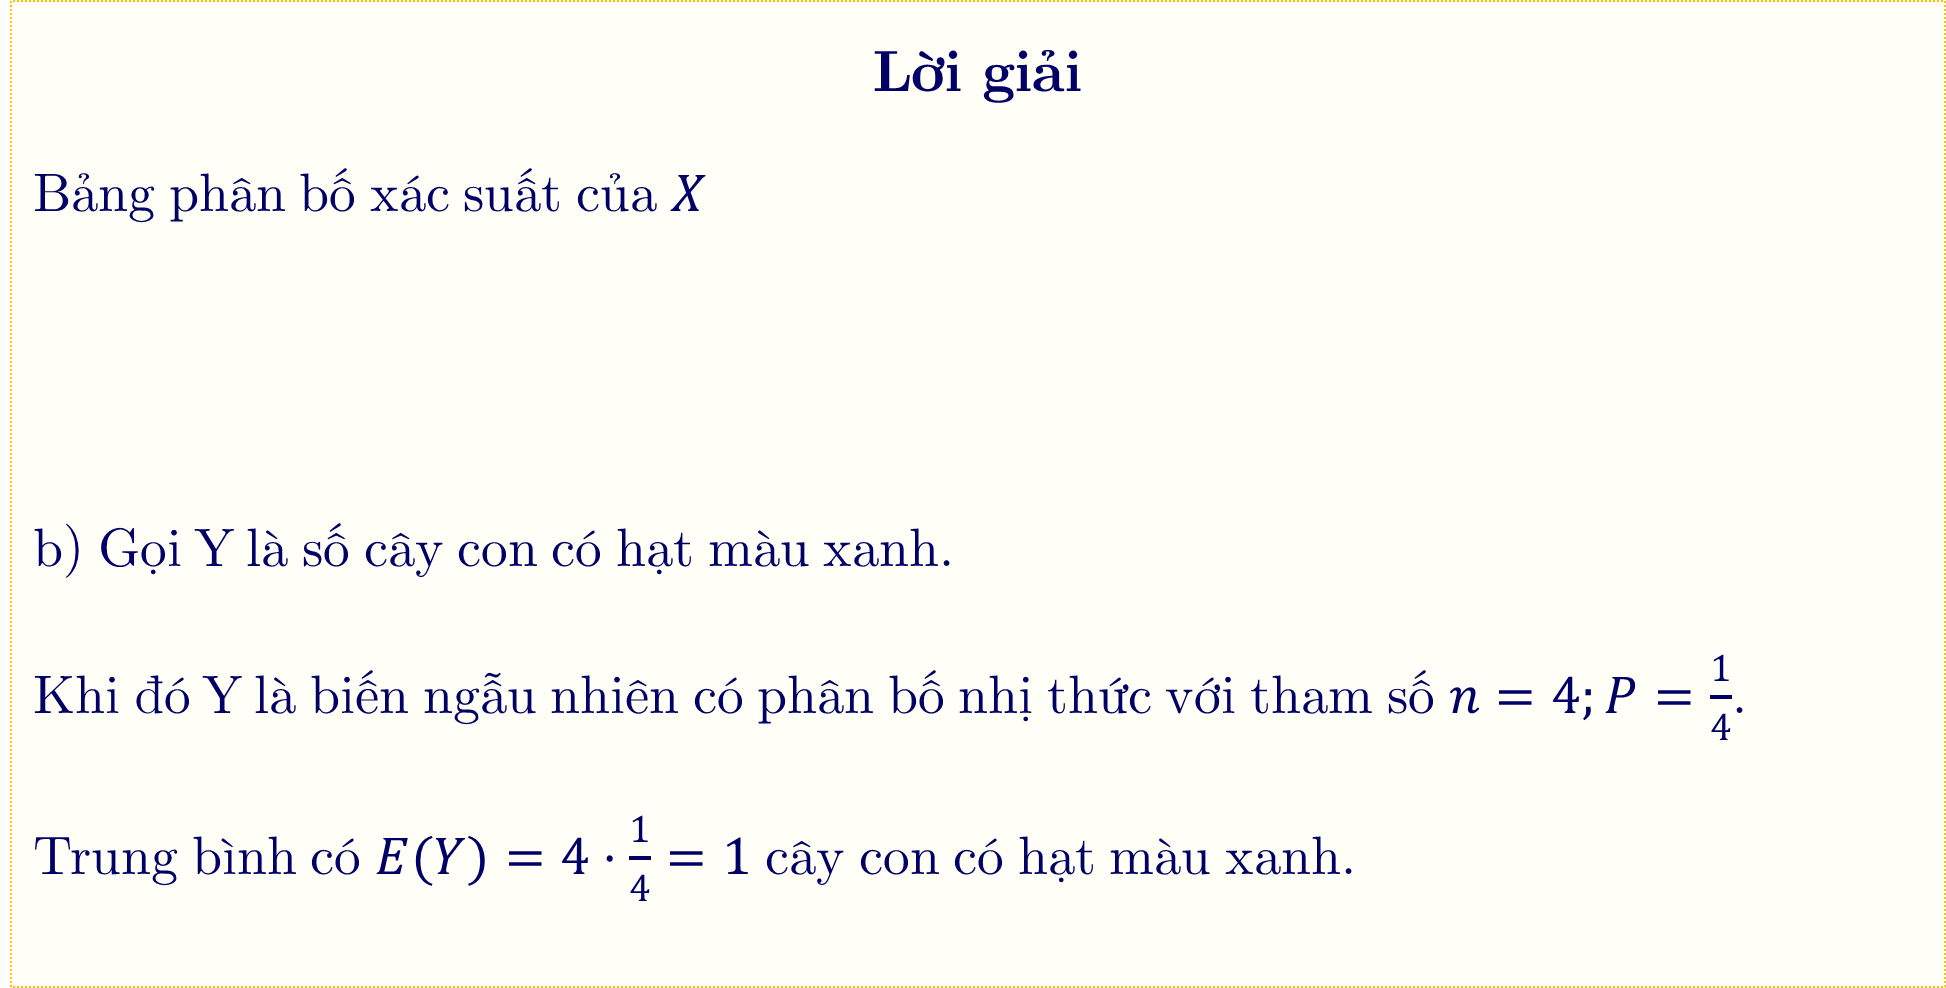 Lời giải
Bảng phân bố xác suất của X
b) Gọi Y là số cây con có hạt màu xanh.
Khi đó Y là biến ngẫu nhiên có phân bố nhị thức với tham số n = 4; P = 1/4.
Trung bình có E(Y) = 4 · 1/4 = 1 cây con có hạt màu xanh.